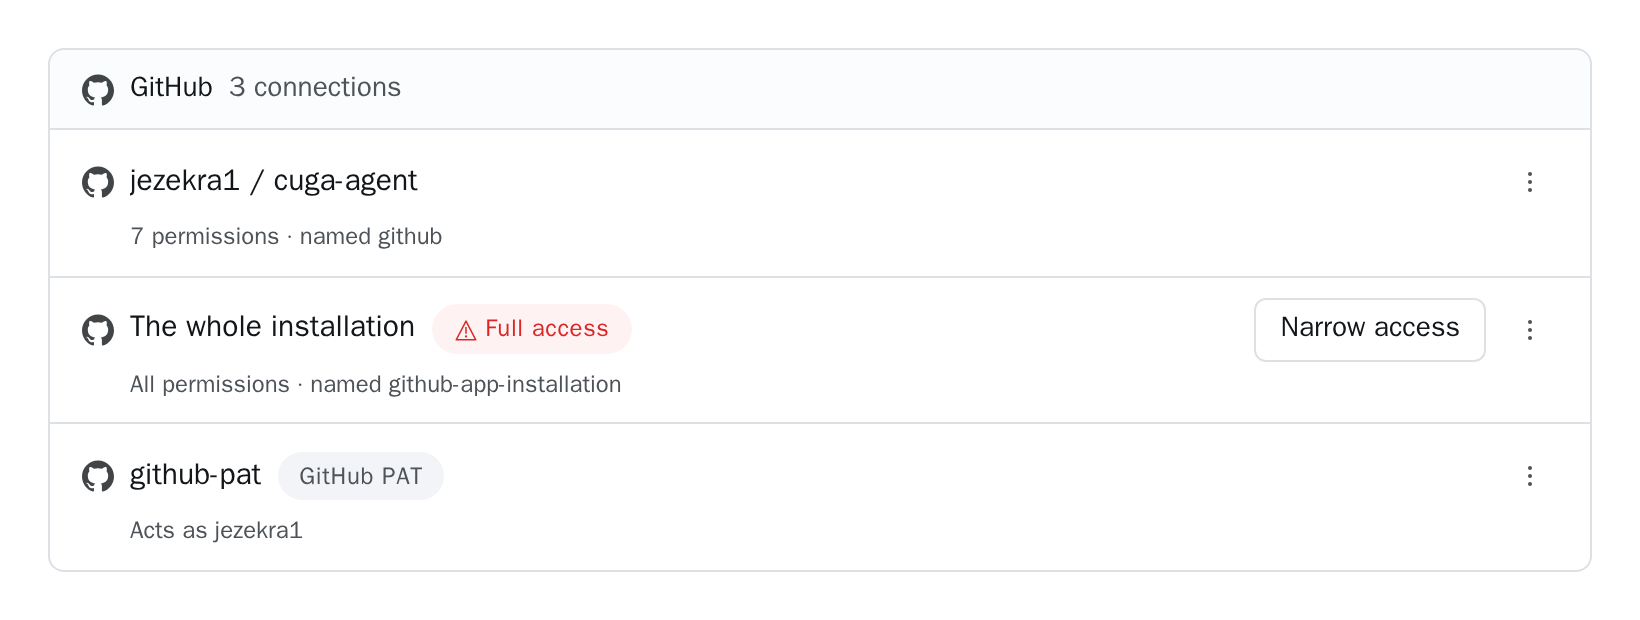 GitHub 3 connections
jezekra1 / cuga-agent
7 permissions · named github
The whole installation Full access Narrow access
All permissions · named github-app-installation
github-pat GitHub PAT
Acts as jezekra1